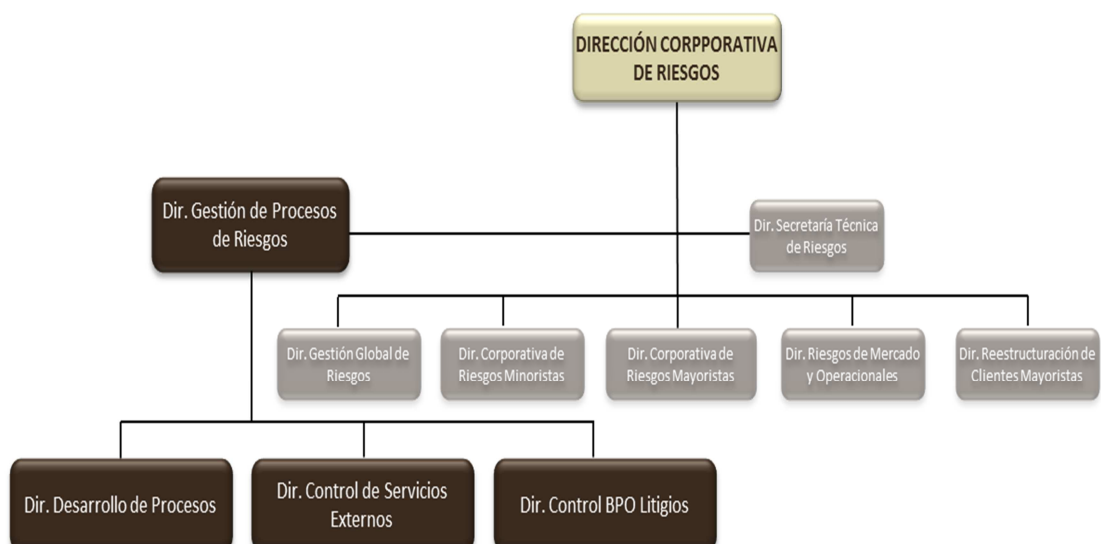 DIRECCIÓN CORPPORATIVA
DE RIESGOS
Dir. Gestión de Procesos
de Riesgos
Dir. Secretaría Técnica
de Riesgos
Dir. Gestión Global de
Riesgos
Dir. Corporativa de
Riesgos Minoristas
Dir. Corporativa de
Riesgos Mayoristas
Dir. Riesgos de Mercado
y Operacionales
Dir. Reestructuración de
Clientes Mayoristas
Dir. Desarrollo de Procesos
Dir. Control de Servicios
Externos
Dir. Control BPO Litigios